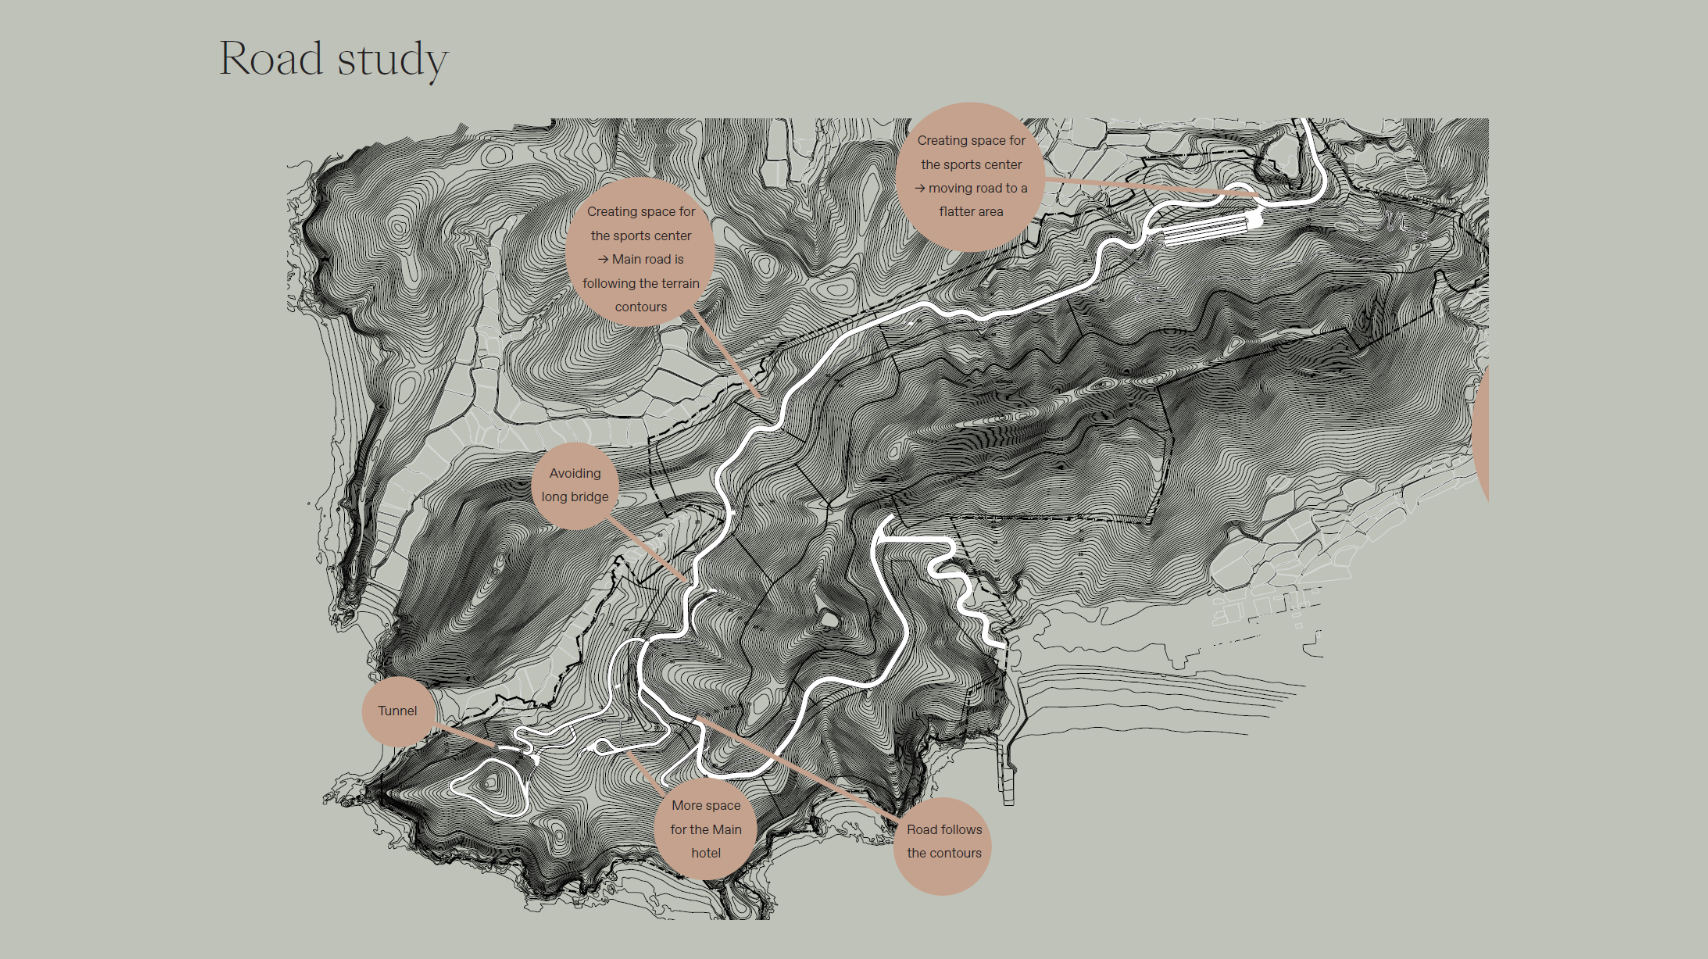 Road study
Creating space for
the sports center
→ moving road to a
flatter area
Creating space for
the sports center
→ Main road is
following the terrain
contours
Avoiding
long bridge
Tunnel
More space
for the Main
hotel
Road follows
the contours